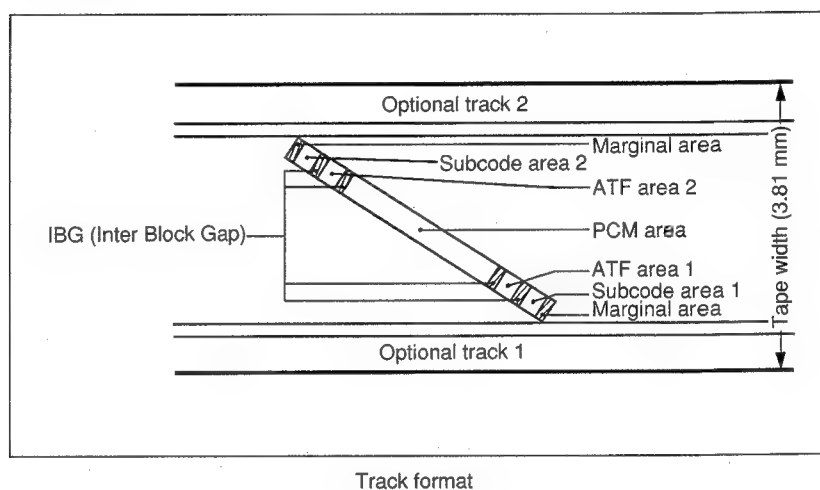 Optional track 2
Marginal area
Subcode area 2
ATF area 2
IBG (Inter Block Gap)
PCM area
ATF area 1
Subcode area 1
Marginal area
Optional track 1
Tape width (3.81 mm)
Track format